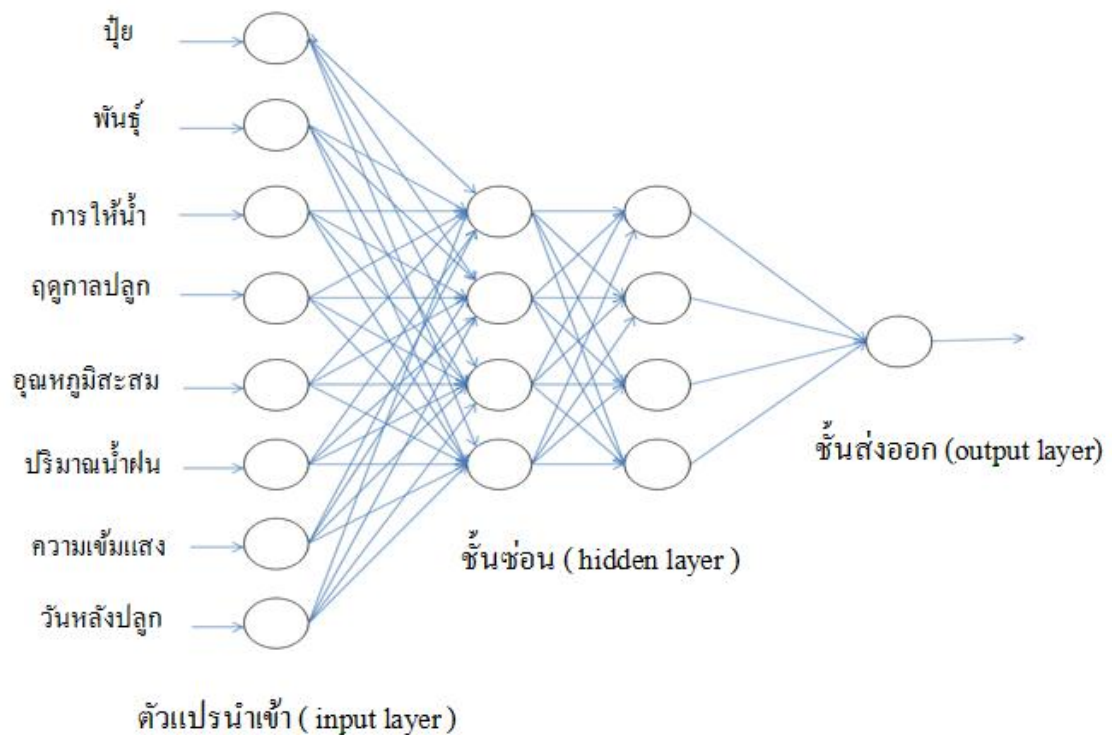 ปุ๋ย
พันธุ์
การให้น้ำ
ฤดูกาลปลูก
อุณหภูมิสะสม
ปริมาณน้ำฝน
ความเข้มแสง
วันหลังปลูก
ตัวแปรนำเข้า ( input layer )
ชั้นซ่อน ( hidden layer )
ชั้นส่งออก (output layer)